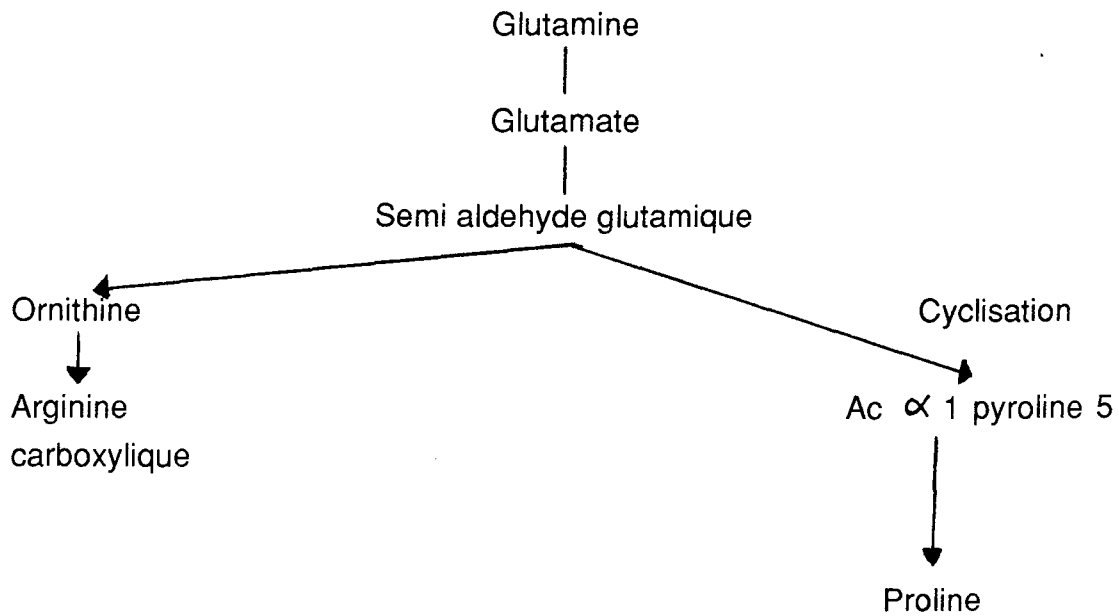 Glutamine
Glutamate
Semi aldehyde glutamique
Ornithine
Cyclisation
Arginine
carboxylique
Ac ∝ 1 pyroline 5
Proline